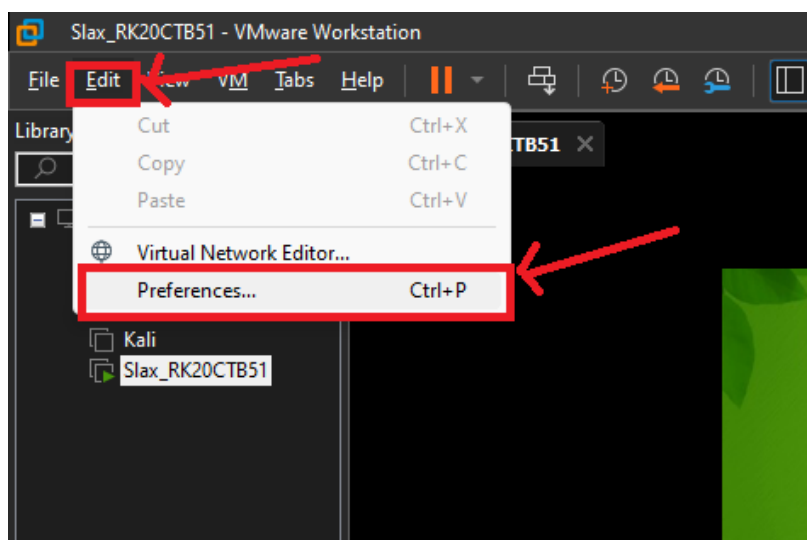 Slax_RK20CTB51 - VMware Workstation
File Edit View VM Tabs Help
Library
TB51
Cut Ctrl+X
Copy Ctrl+C
Paste Ctrl+V
Virtual Network Editor...
Preferences... Ctrl+P
Kali
Slax_RK20CTB51